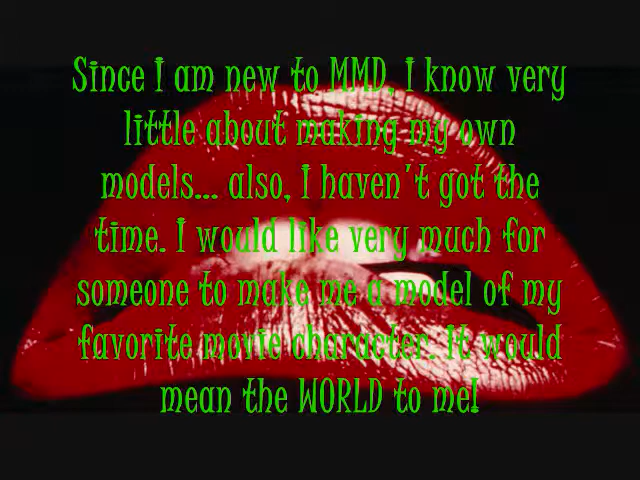 Since I am new to MMD, I know very
little about making my own
models... also, I haven't got the
time. I would like very much for
someone to make me a model of my
favorite movie character. It would
mean the WORLD to me!